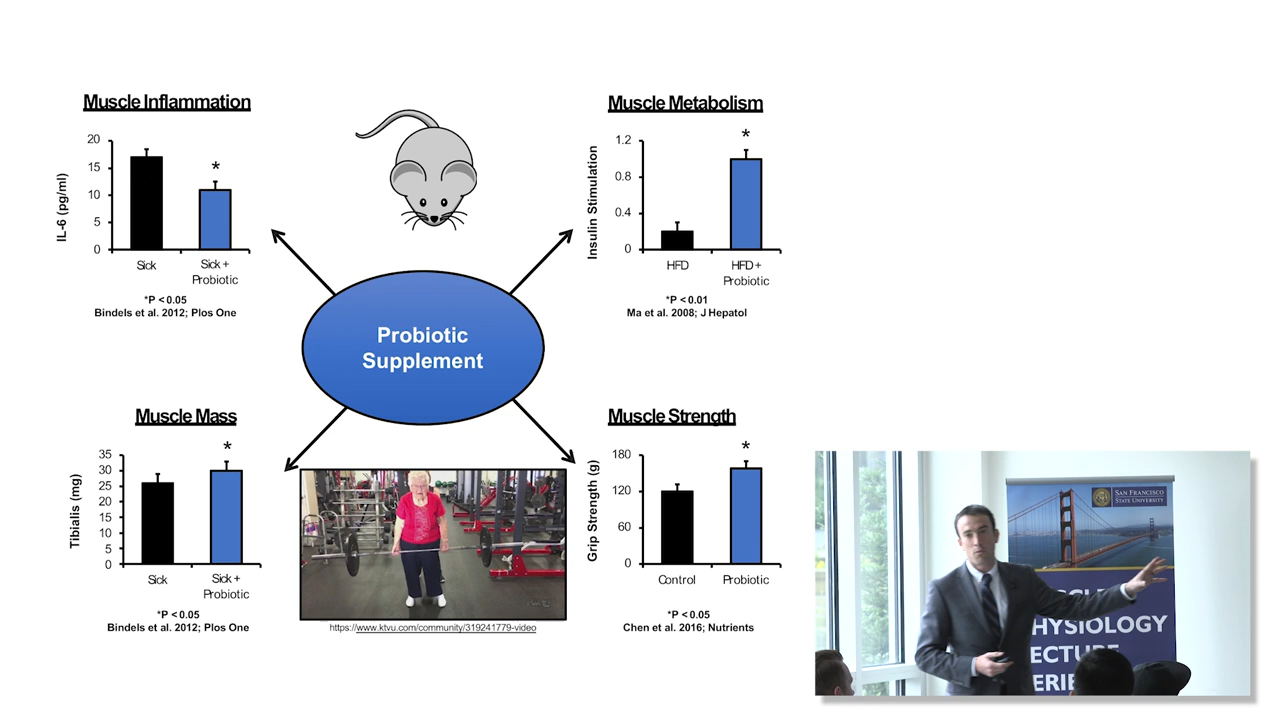 Muscle Inflammation
20
15
10
5
0
IL-6 (pg/ml)
*
Sick
Sick +
Probiotic
*P < 0.05
Bindels et al. 2012; Plos One
Muscle Metabolism
1.2
0.8
0.4
0
Insulin Stimulation
*
HFD
HFD +
Probiotic
*P < 0.01
Ma et al. 2008; J Hepatol
Probiotic
Supplement
Muscle Mass
35
30
25
20
15
10
5
0
Tibialis (mg)
*
Sick
Sick +
Probiotic
*P < 0.05
Bindels et al. 2012; Plos One
https://www.ktvu.com/community/319241779-video
Muscle Strength
180
120
60
0
Grip Strength (g)
*
Control
Probiotic
*P < 0.05
Chen et al. 2016; Nutrients
SAN FRANCISCO
STATE UNIVERSITY
HYSIOLOGY
ECTURE
ERIE